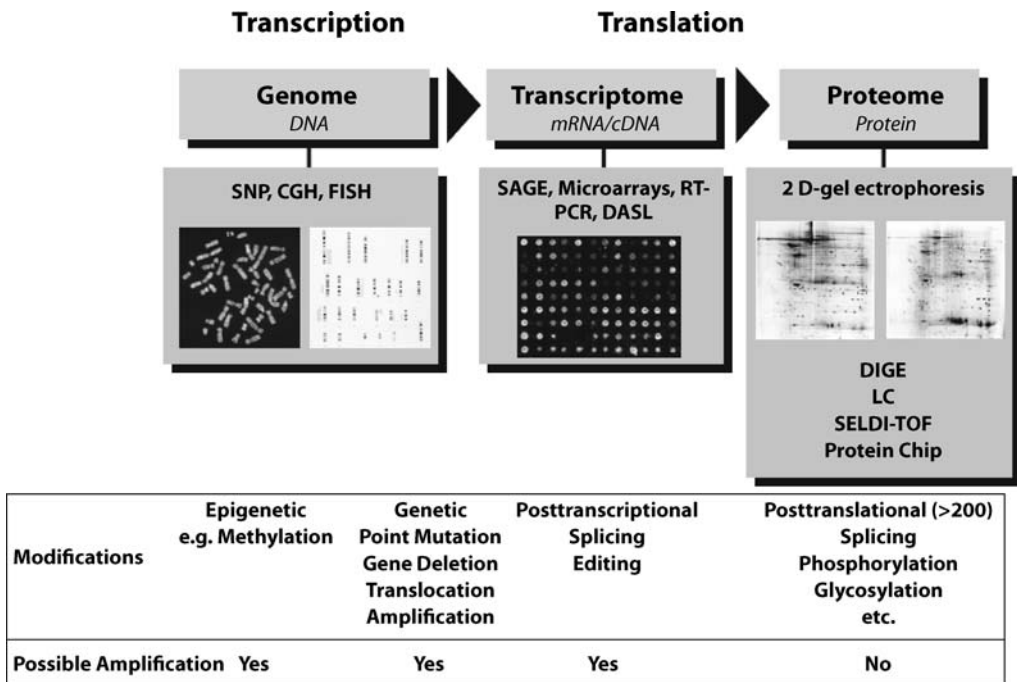 Transcription
Translation
Genome
DNA
Transcriptome
mRNA/cDNA
Proteome
Protein
SNP, CGH, FISH
SAGE, Microarrays, RT-
PCR, DASL
2 D-gel ectrophoresis
DIGE
LC
SELDI-TOF
Protein Chip
Modifications
Epigenetic
e.g. Methylation
Genetic
Point Mutation
Gene Deletion
Translocation
Amplification
Posttranscriptional
Splicing
Editing
Posttranslational (>200)
Splicing
Phosphorylation
Glycosylation
etc.
Possible Amplification Yes Yes Yes No